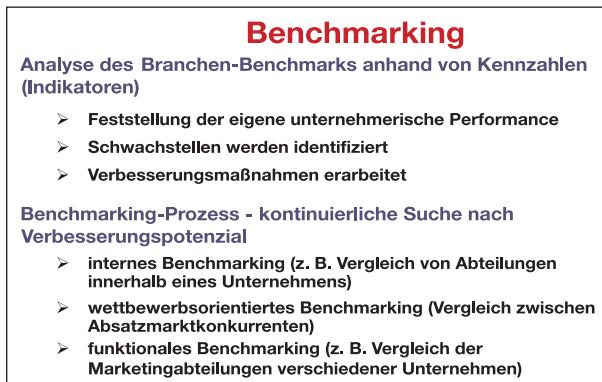 Benchmarking
Analyse des Branchen-Benchmarks anhand von Kennzahlen
(Indikatoren)
➢ Feststellung der eigene unternehmerische Performance
➢ Schwachstellen werden identifiziert
➢ Verbesserungsmaßnahmen erarbeitet
Benchmarking-Prozess - kontinuierliche Suche nach
Verbesserungspotenzial
➢ internes Benchmarking (z. B. Vergleich von Abteilungen
innerhalb eines Unternehmens)
➢ wettbewerbsorientiertes Benchmarking (Vergleich zwischen
Absatzmarktkonkurrenten)
➢ funktionales Benchmarking (z. B. Vergleich der
Marketingabteilungen verschiedener Unternehmen)